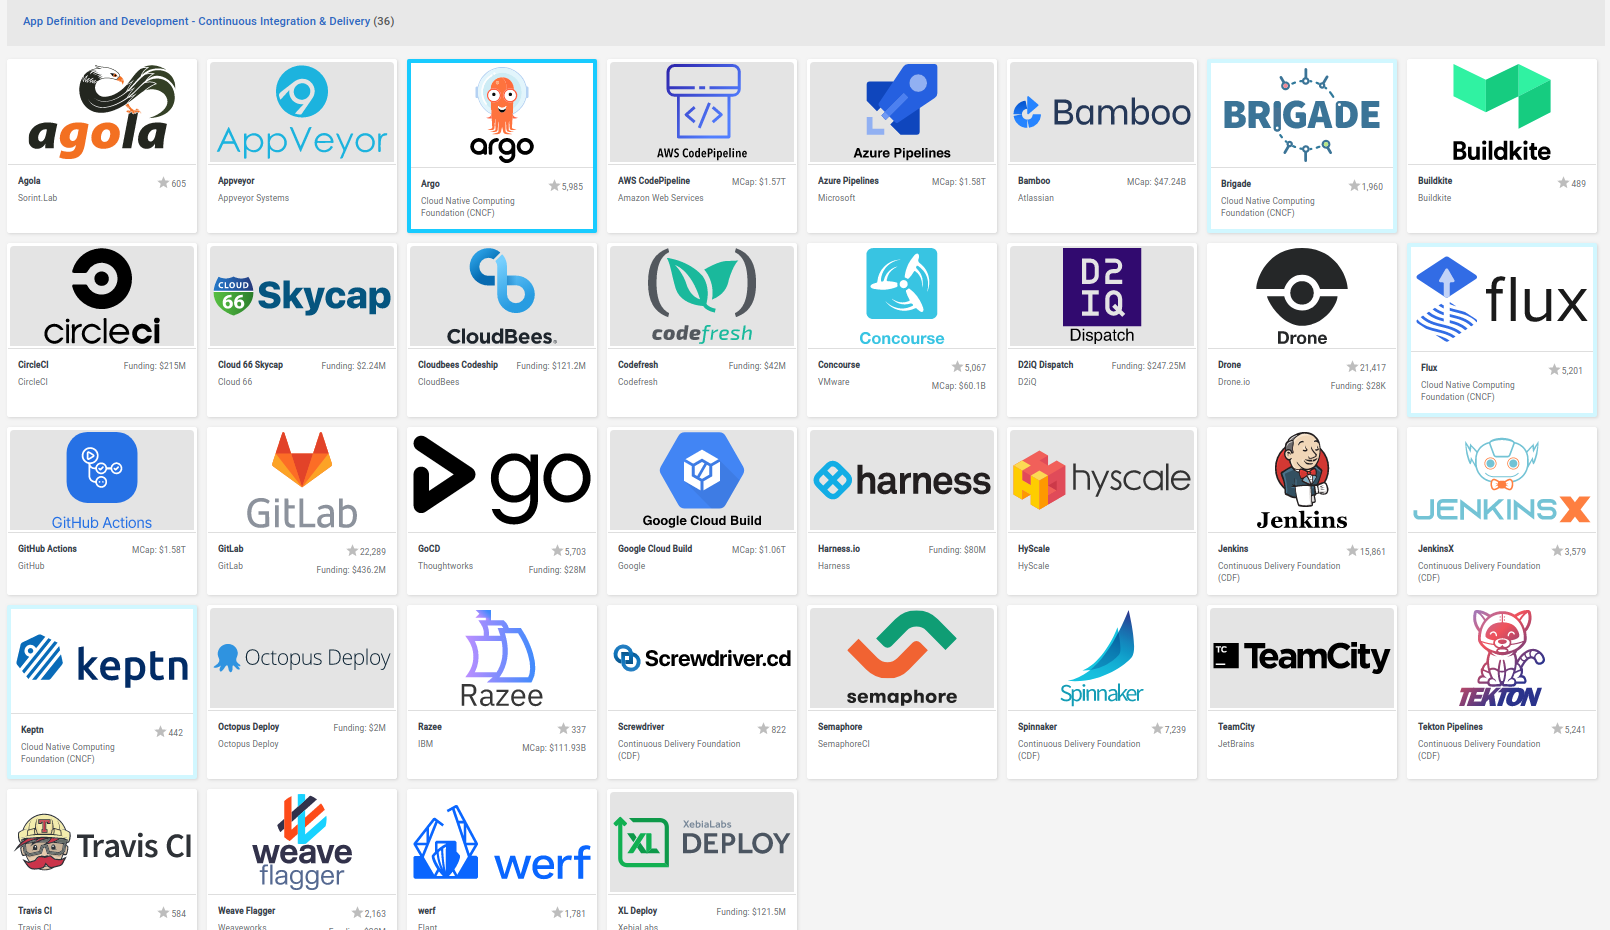 App Definition and Development - Continuous Integration & Delivery (36)
agola
Agola
605
Sorint.Lab
AppVeyor
Appveyor
Appveyor Systems
argo
Argo
5,985
Cloud Native Computing
Foundation (CNCF)
AWS CodePipeline
AWS CodePipeline
MCap: $1.57T
Amazon Web Services
Azure Pipelines
Azure Pipelines
MCap: $1.58T
Microsoft
Bamboo
Bamboo
MCap: $47.24B
Atlassian
BRIGADE
Brigade
1,960
Cloud Native Computing
Foundation (CNCF)
Buildkite
Buildkite
489
Buildkite
circleci
CircleCI
Funding: $215M
CircleCI
CLOUD
66
Skycap
Cloud 66 Skycap
Funding: $2.24M
Cloud 66
CloudBees.
Cloudbees Codeship
Funding: $121.2M
CloudBees
codefresh
Codefresh
Funding: $42M
Codefresh
Concourse
Concourse
5,067
VMware
MCap: $60.1B
D2
IQ
Dispatch
D2iQ Dispatch
Funding: $247.25M
D2iQ
Drone
Drone
21,417
Drone.io
Funding: $28K
flux
Flux
5,201
Cloud Native Computing
Foundation (CNCF)
GitHub Actions
GitHub Actions
MCap: $1.58T
GitHub
GitLab
GitLab
22,289
GitLab
Funding: $436.2M
go
GoCD
5,703
Thoughtworks
Funding: $28M
Google Cloud Build
Google Cloud Build
MCap: $1.06T
Google
harness
Harness.io
Funding: $80M
Harness
hyscale
HyScale
HyScale
Jenkins
Jenkins
15,861
Continuous Delivery Foundation
(CDF)
JENKINS X
JenkinsX
3,579
Continuous Delivery Foundation
(CDF)
keptn
Keptn
442
Cloud Native Computing
Foundation (CNCF)
Octopus Deploy
Octopus Deploy
Funding: $2M
Octopus Deploy
Razee
Razee
337
IBM
MCap: $111.93B
Screwdriver.cd
Screwdriver
822
Continuous Delivery Foundation
(CDF)
semaphore
Semaphore
SemaphoreCI
Spinnaker
Spinnaker
7,239
Continuous Delivery Foundation
(CDF)
TC
TeamCity
TeamCity
JetBrains
TEKTON
Tekton Pipelines
5,241
Continuous Delivery Foundation
(CDF)
T
Travis CI
Travis CI
584
Travis CI
weave
flagger
Weave Flagger
2,163
Weaveworks
werf
werf
1,781
Flant
XL
XebiaLabs
DEPLOY
XL Deploy
Funding: $121.5M
XebiaLabs